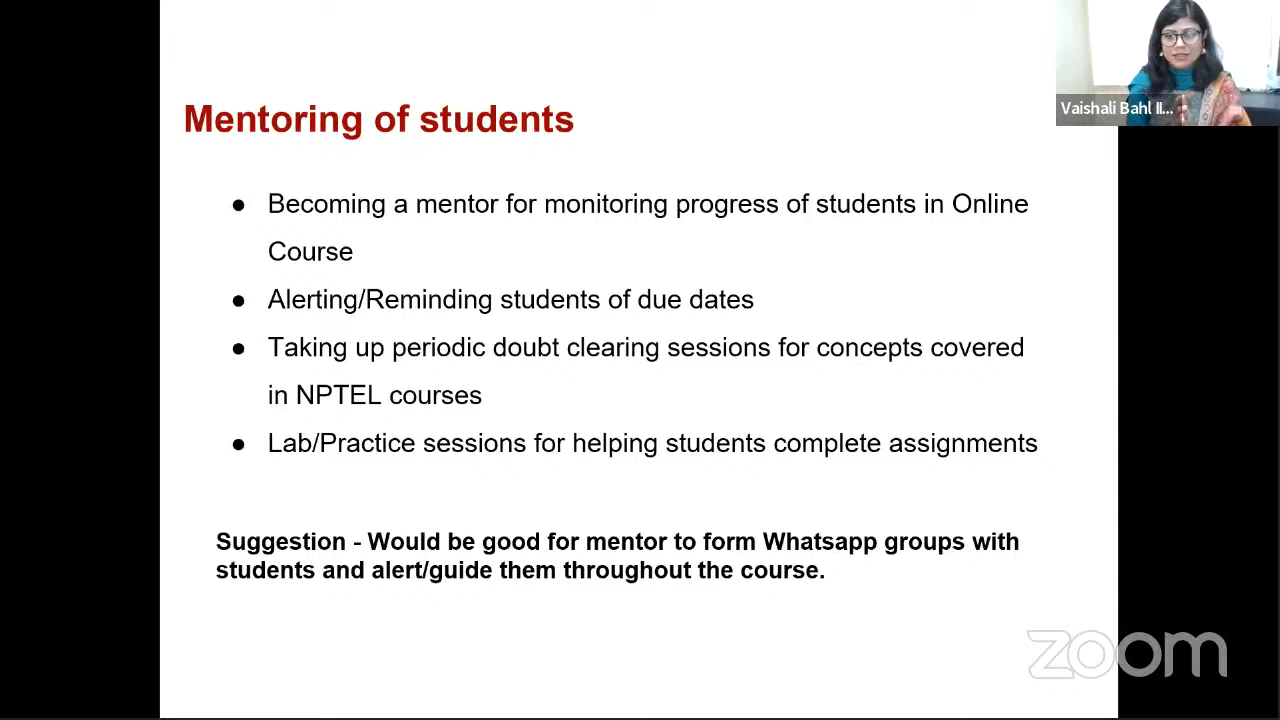 Mentoring of students
Vaishali Bahl II...
● Becoming a mentor for monitoring progress of students in Online
Course
● Alerting/Reminding students of due dates
● Taking up periodic doubt clearing sessions for concepts covered
in NPTEL courses
● Lab/Practice sessions for helping students complete assignments
Suggestion - Would be good for mentor to form Whatsapp groups with
students and alert/guide them throughout the course.
zoom